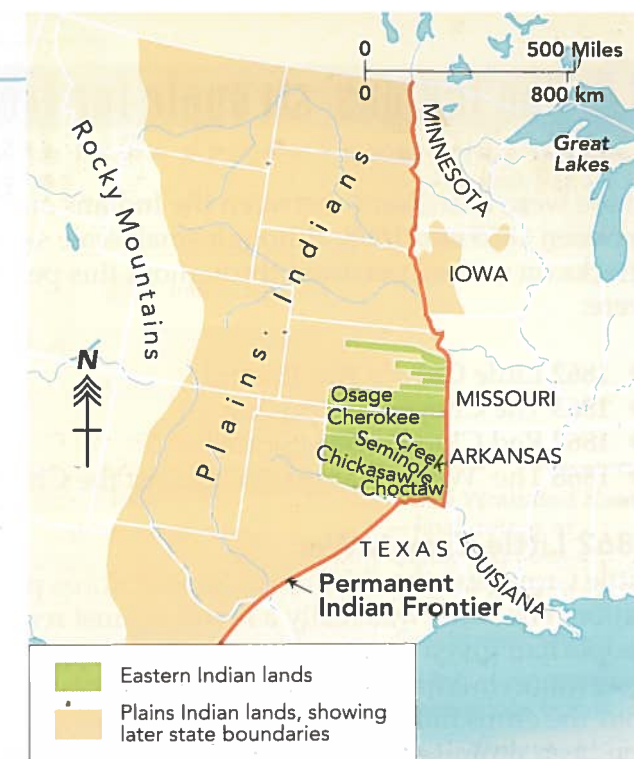 0 500 Miles
0 800 km
Rocky Mountains
Plains Indians
MINNESOTA
Great
Lakes
IOWA
N
Osage
Cherokee
Creek
Seminole
Chickasaw
Choctaw
MISSOURI
ARKANSAS
TEXAS
LOUISIANA
Permanent
Indian Frontier
Eastern Indian lands
Plains Indian lands, showing
later state boundaries